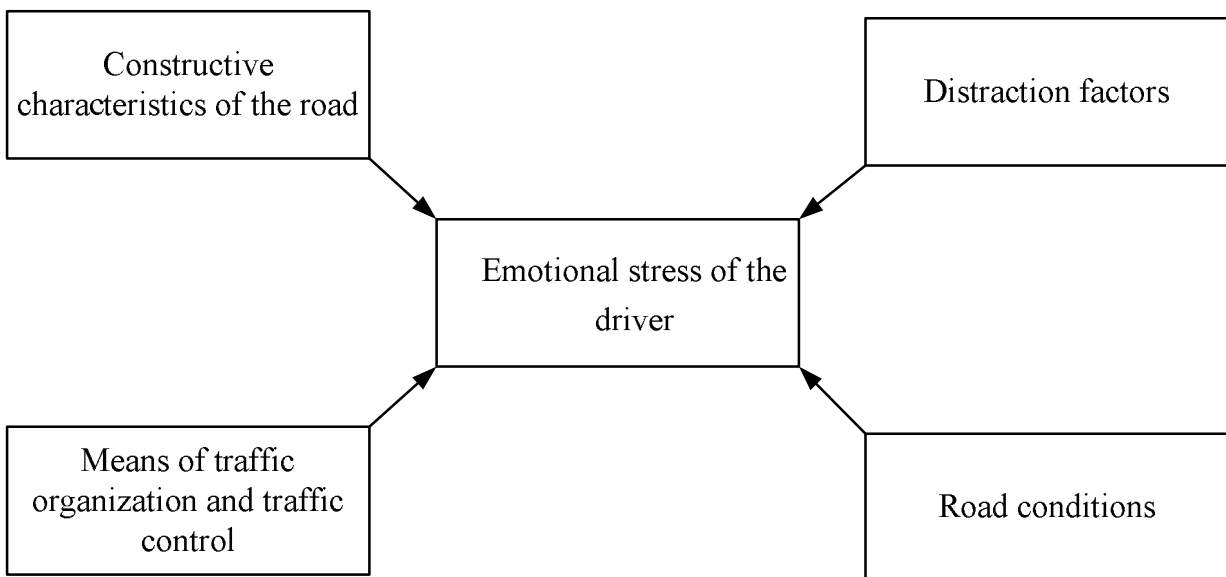 Constructive
characteristics of the road
Distraction factors
Emotional stress of the
driver
Means of traffic
organization and traffic
control
Road conditions